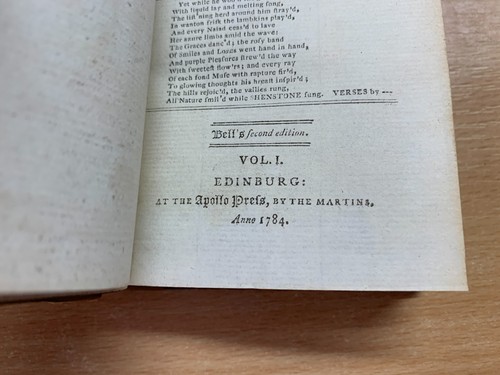 Yet while he
With liquid lay and melting song,
The list'ning herd around him stray'd,
In wanton frisk the lambkins play'd,
And every Naiad ceas'd to lave
Her azure limbs amid the wave:
The Graces danc'd; the rosy band
Of Smiles and Loves went hand in hand,
And purple Pleasures strew'd the way
With sweetest flow'rs; and every ray
Of each fond Muse with rapture fir'd,
To glowing thoughts his breast inspir'd;
The hills rejoic'd, the vallies rung,
All Nature smil'd while SHENSTONE sung. VERSES by ---
Bell's second edition.
VOL. I.
EDINBURG:
AT THE Apollo Press, BY THE MARTINS,
Anno 1784.